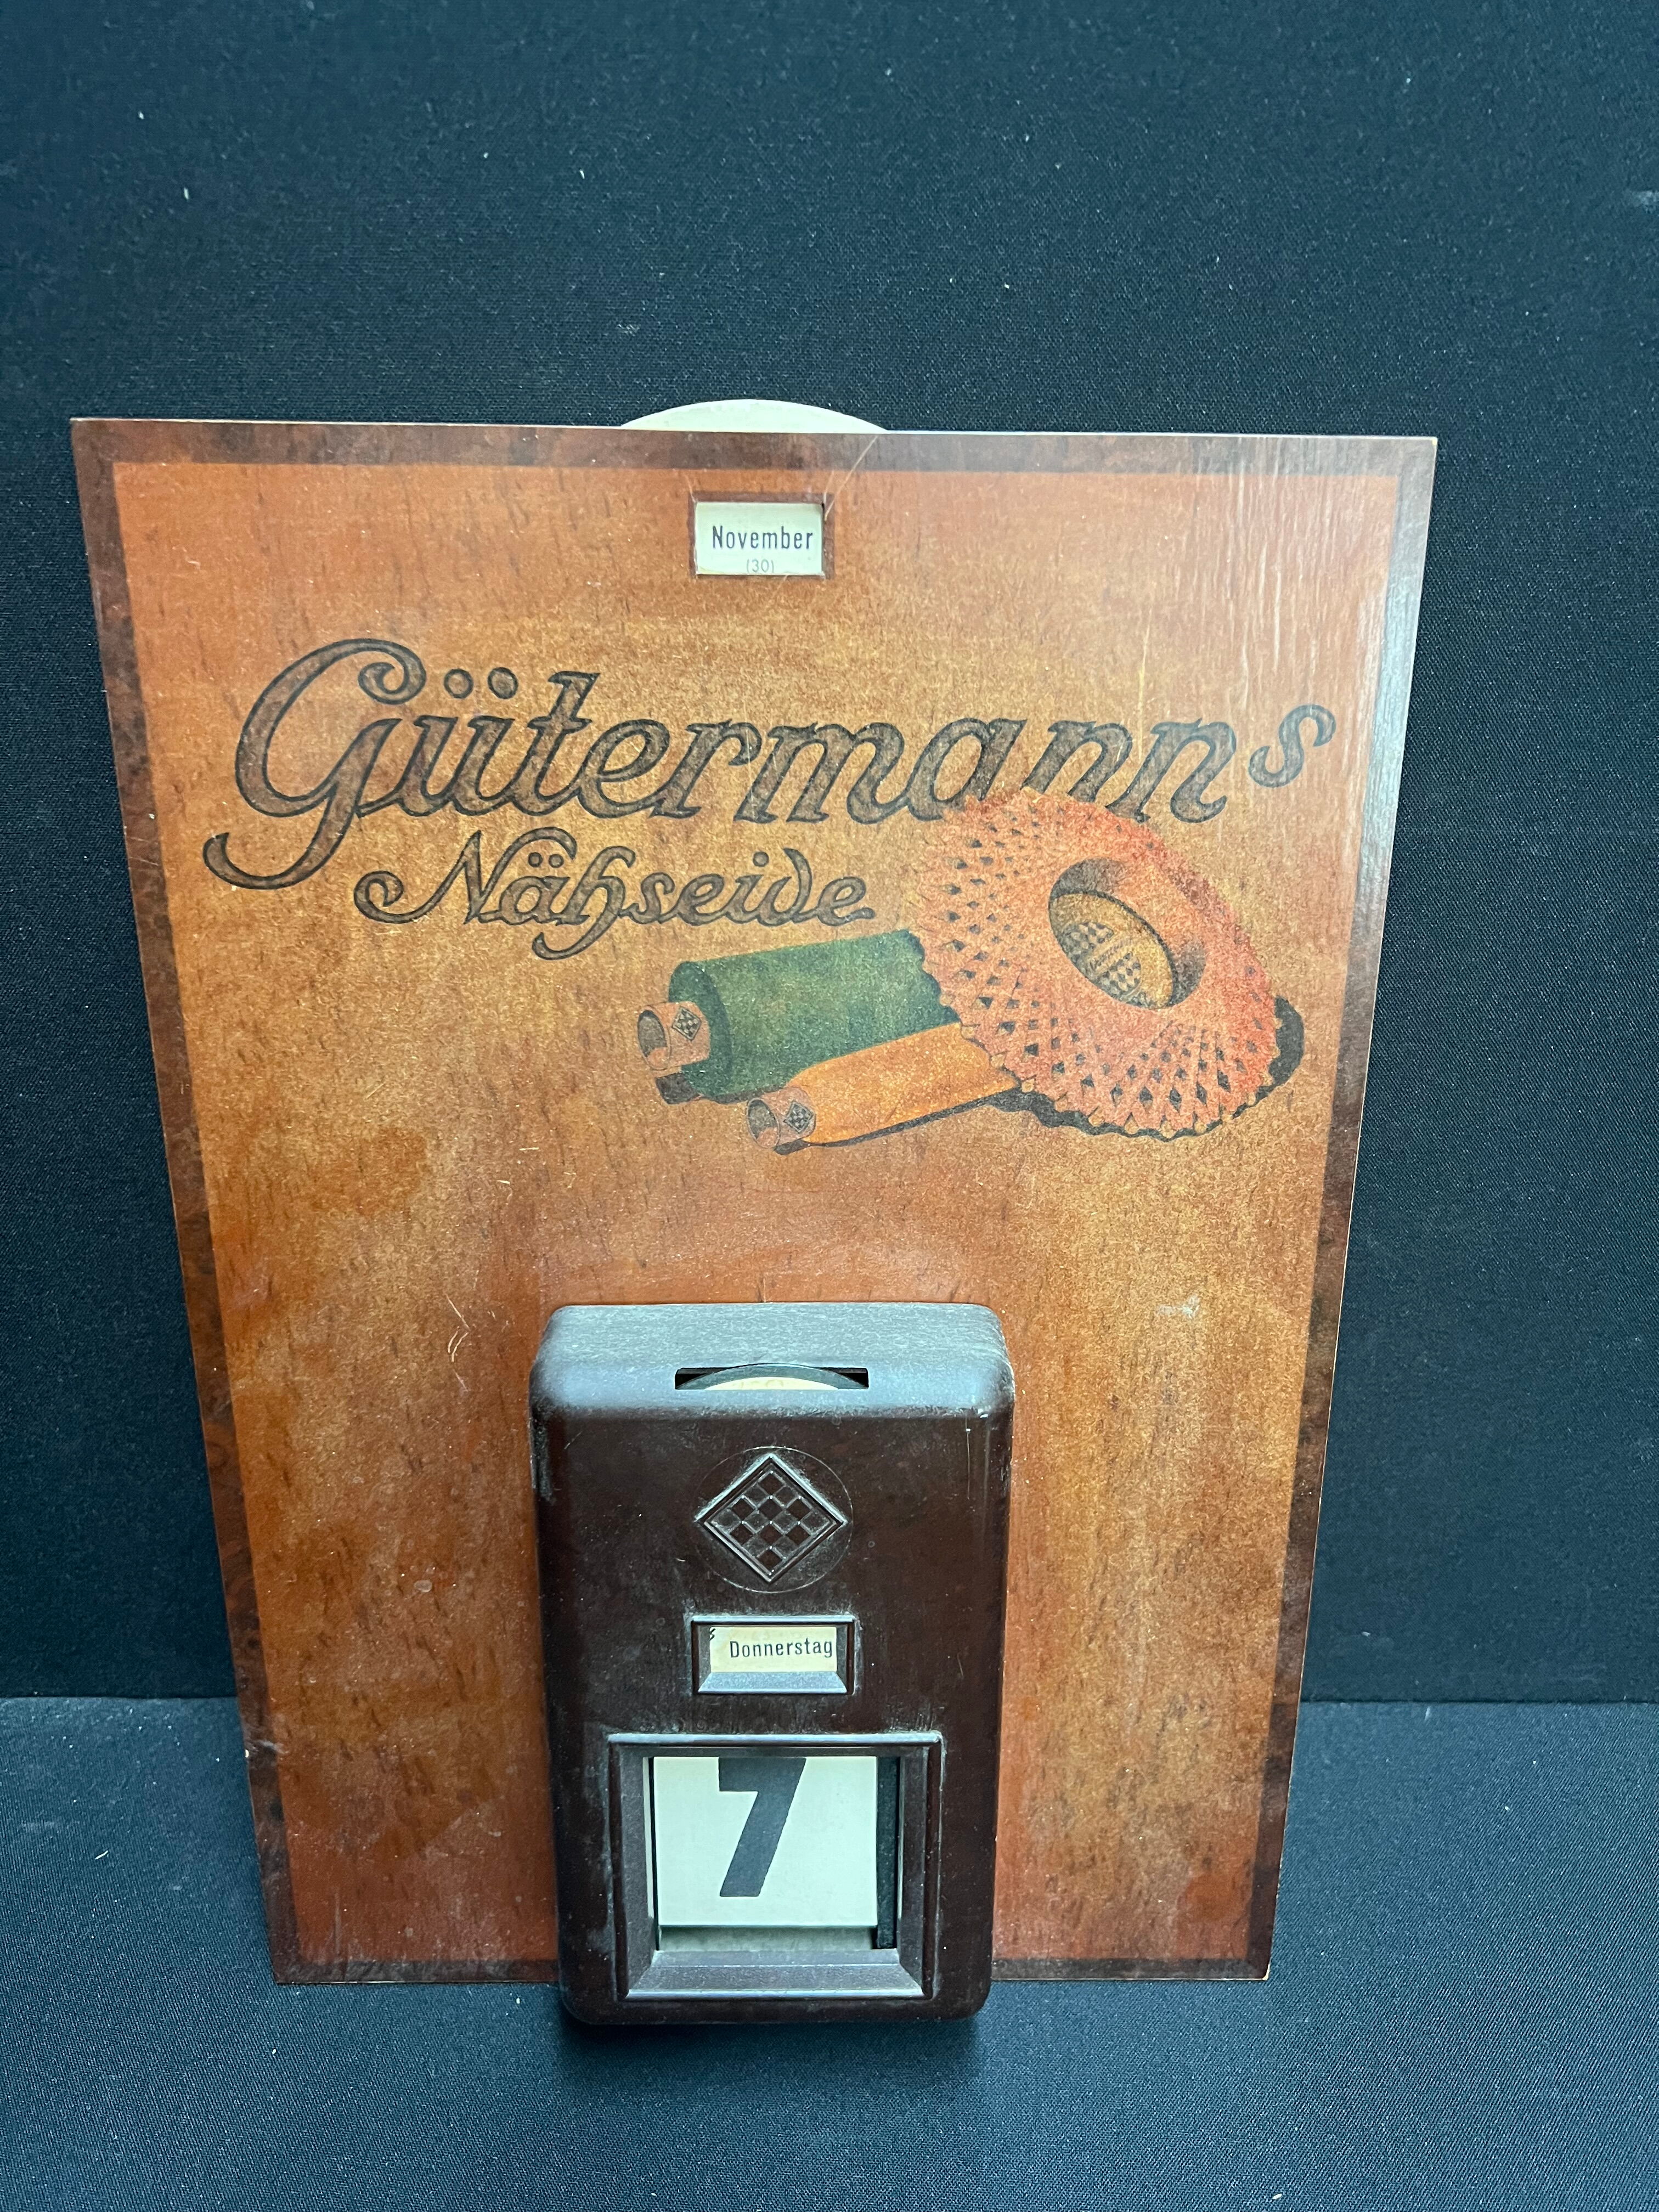 November
(30)
Gütermanns
Nähseide
Donnerstag
7